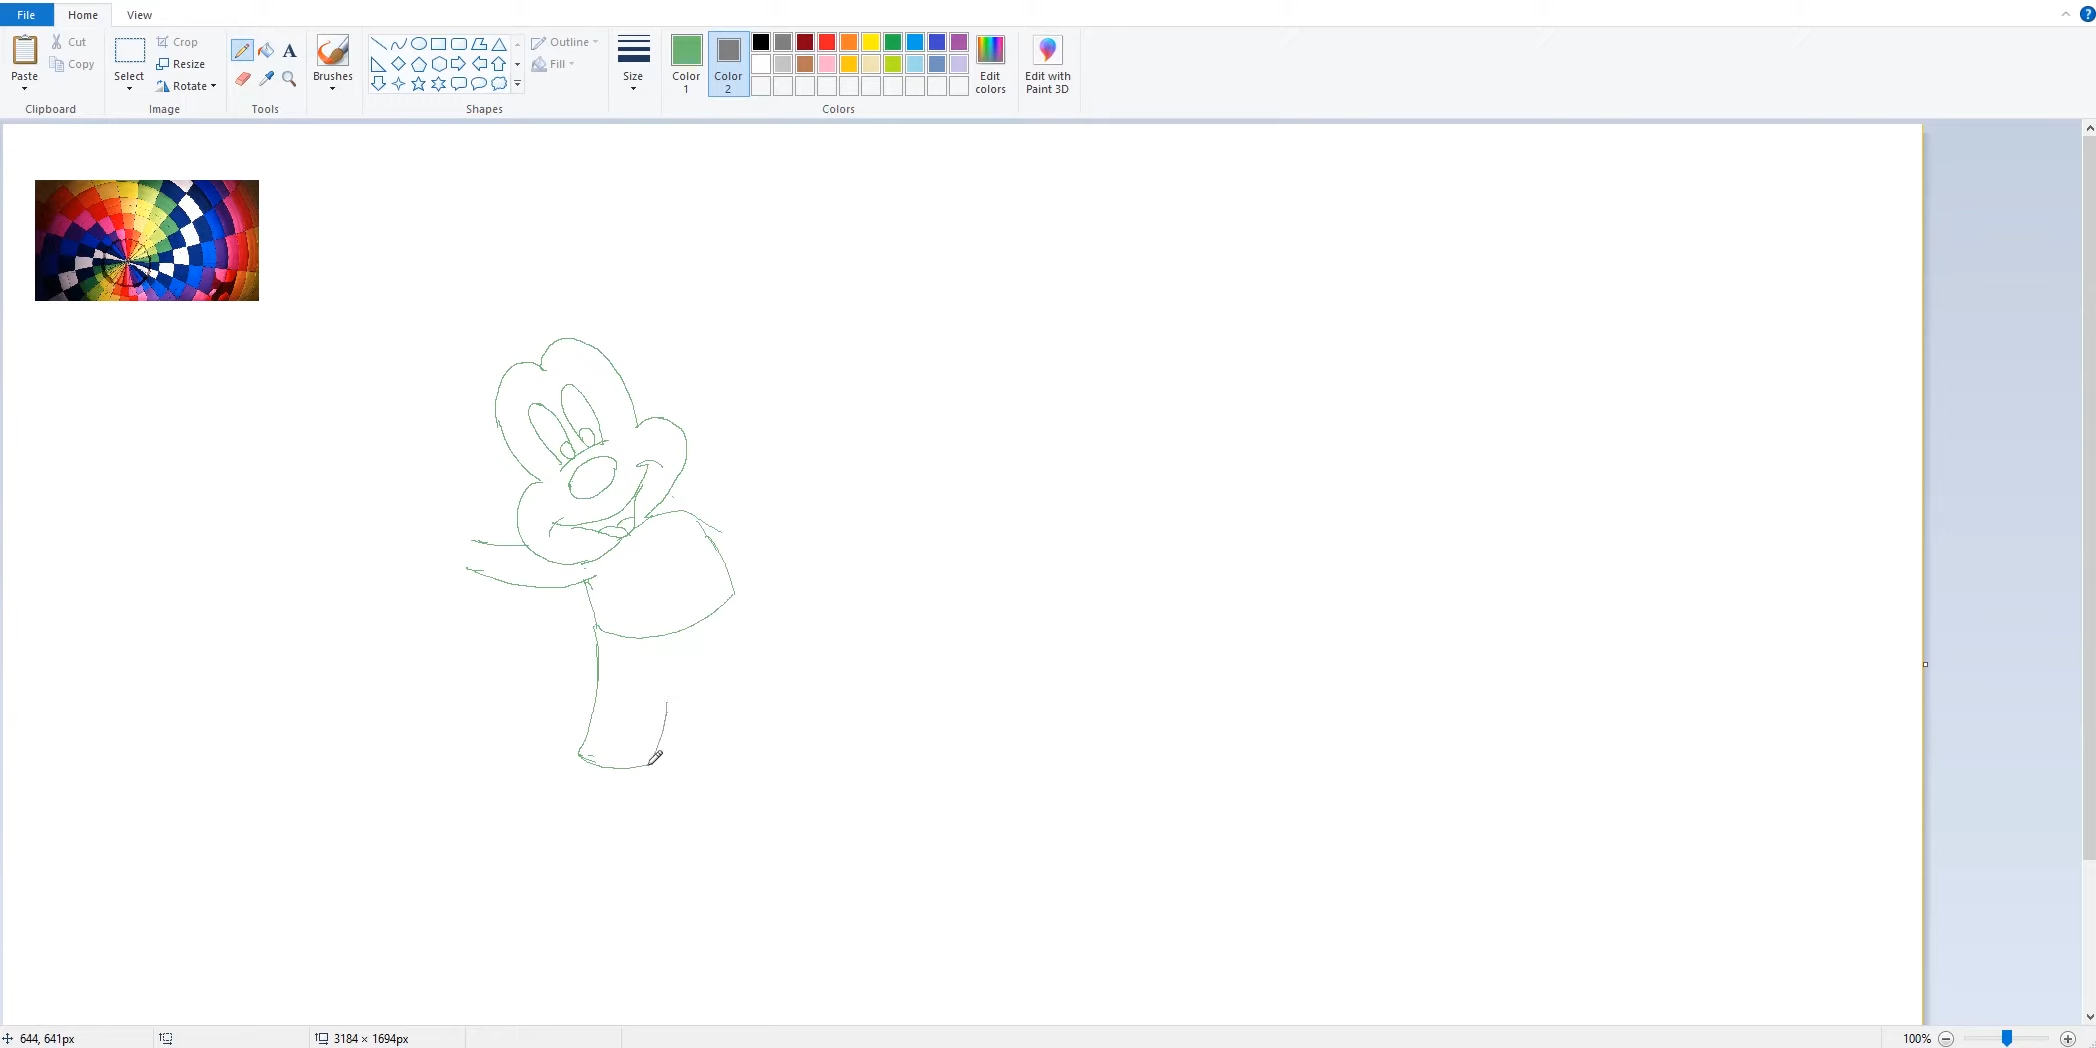 File Home View
Paste
Cut
Copy
Clipboard
Select
Crop
Resize
Rotate
Image
A
Tools
Brushes
Outline
Fill
Shapes
Size
Color 1
Color 2
Edit colors
Colors
Edit with Paint 3D
?
644, 641px
3184 × 1694px
100%